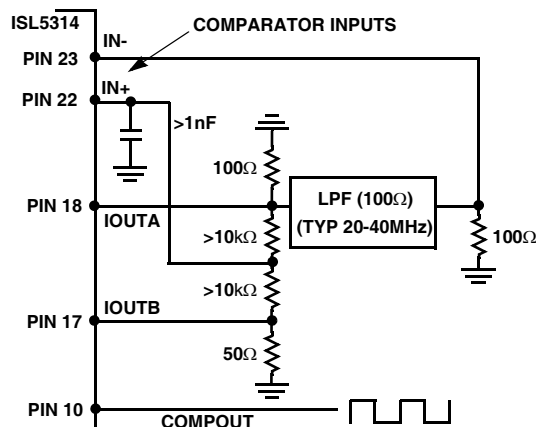 ISL5314
COMPARATOR INPUTS
IN-
PIN 23
IN+
PIN 22
>1nF
100Ω
LPF (100Ω)
(TYP 20-40MHz)
PIN 18
IOUTA
>10kΩ
100Ω
>10kΩ
PIN 17
IOUTB
50Ω
PIN 10
COMPOUT